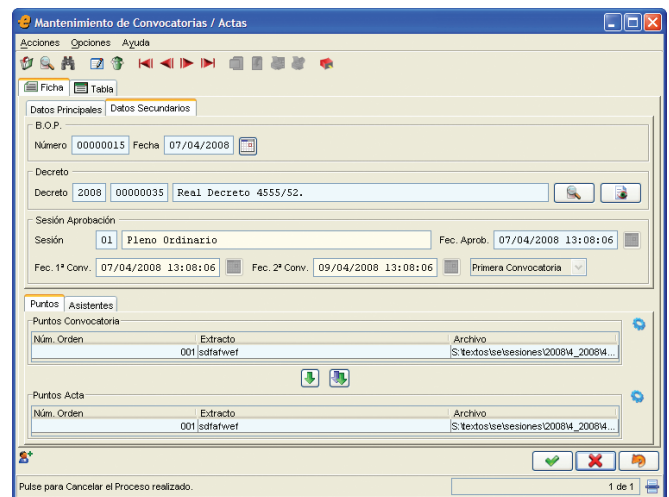 Mantenimiento de Convocatorias / Actas
Acciones Opciones Ayuda
Ficha Tabla
Datos Principales Datos Secundarios
B.O.P.
Número 00000015 Fecha 07/04/2008
Decreto
Decreto 2008 00000035 Real Decreto 4555/52.
Sesión Aprobación
Sesión 01 Pleno Ordinario Fec. Aprob. 07/04/2008 13:08:06
Fec. 1ª Conv. 07/04/2008 13:08:06 Fec. 2ª Conv. 09/04/2008 13:08:06 Primera Convocatoria
Puntos Asistentes
Puntos Convocatoria
Núm. Orden Extracto Archivo
001 sdfafwef S:\textos\se\sesiones\2008\4_2008\4...
Puntos Acta
Núm. Orden Extracto Archivo
001 sdfafwef S:\textos\se\sesiones\2008\4_2008\4...
Pulse para Cancelar el Proceso realizado. 1 de 1